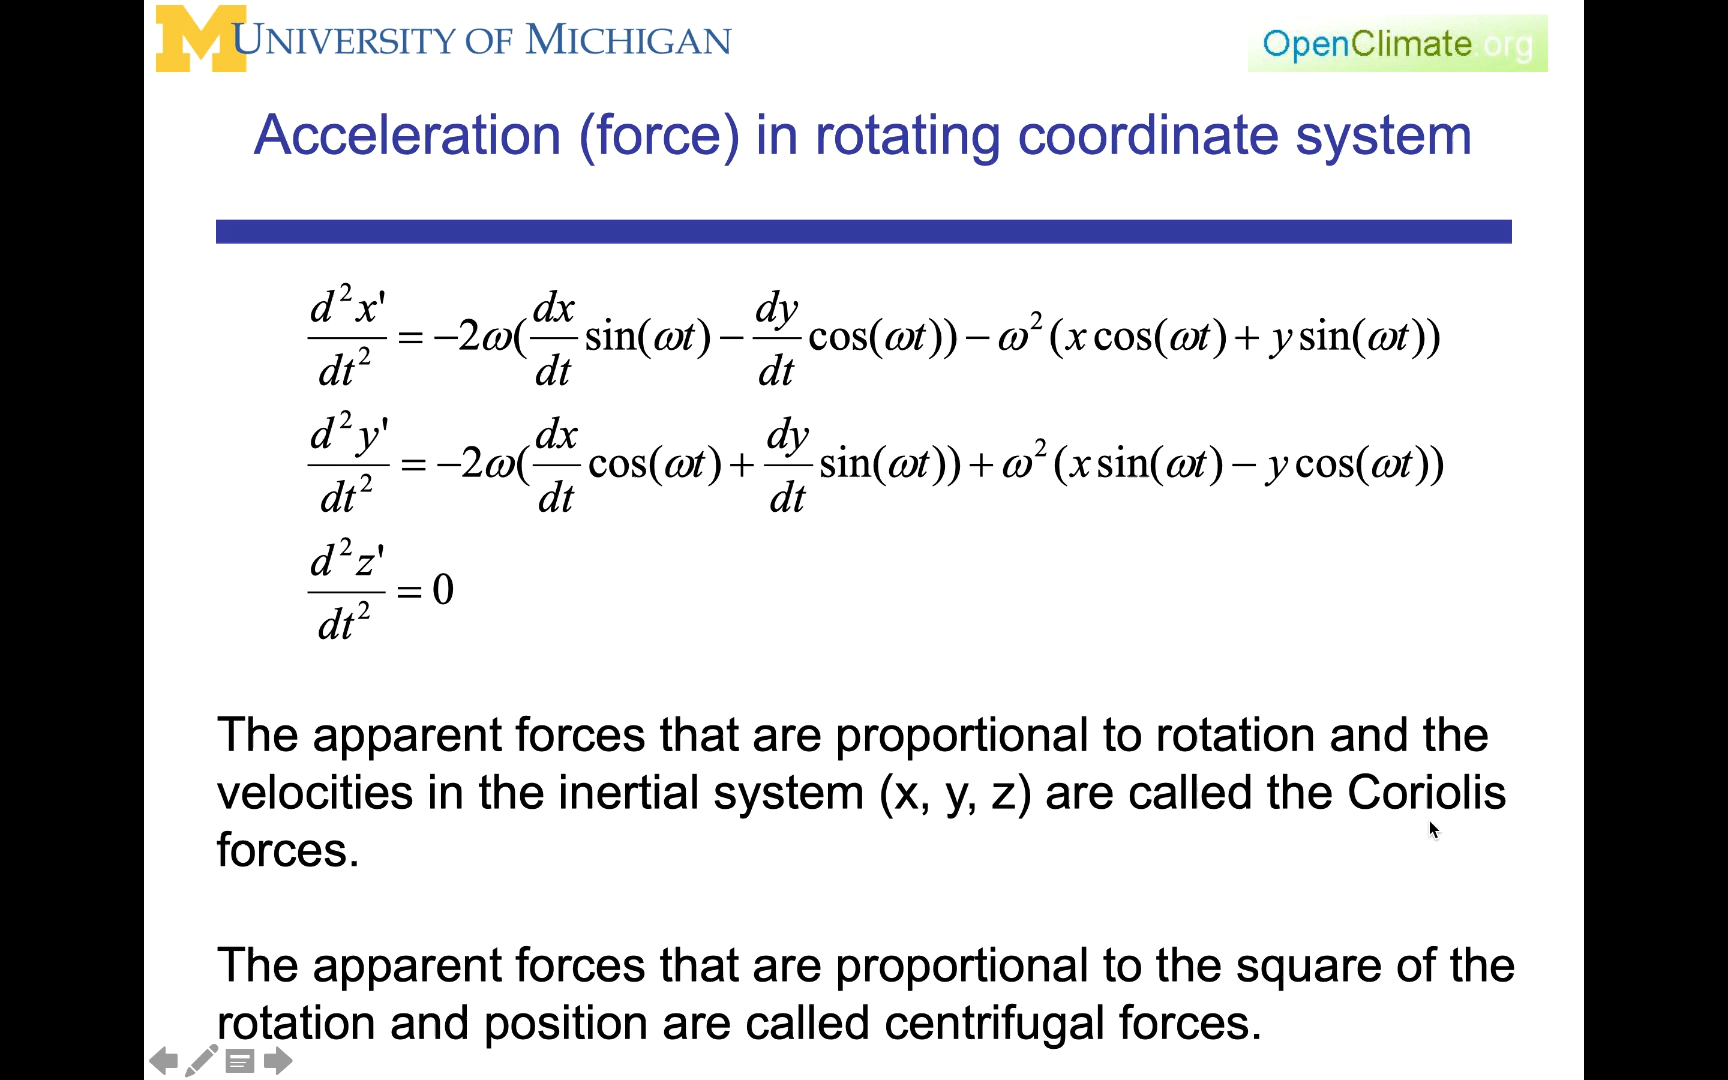 M UNIVERSITY OF MICHIGAN
OpenClimate.org
Acceleration (force) in rotating coordinate system
d²x'/dt² = −2ω(dx/dt sin(ωt) − dy/dt cos(ωt)) − ω²(x cos(ωt) + y sin(ωt))
d²y'/dt² = −2ω(dx/dt cos(ωt) + dy/dt sin(ωt)) + ω²(x sin(ωt) − y cos(ωt))
d²z'/dt² = 0
The apparent forces that are proportional to rotation and the
velocities in the inertial system (x, y, z) are called the Coriolis
forces.
The apparent forces that are proportional to the square of the
rotation and position are called centrifugal forces.